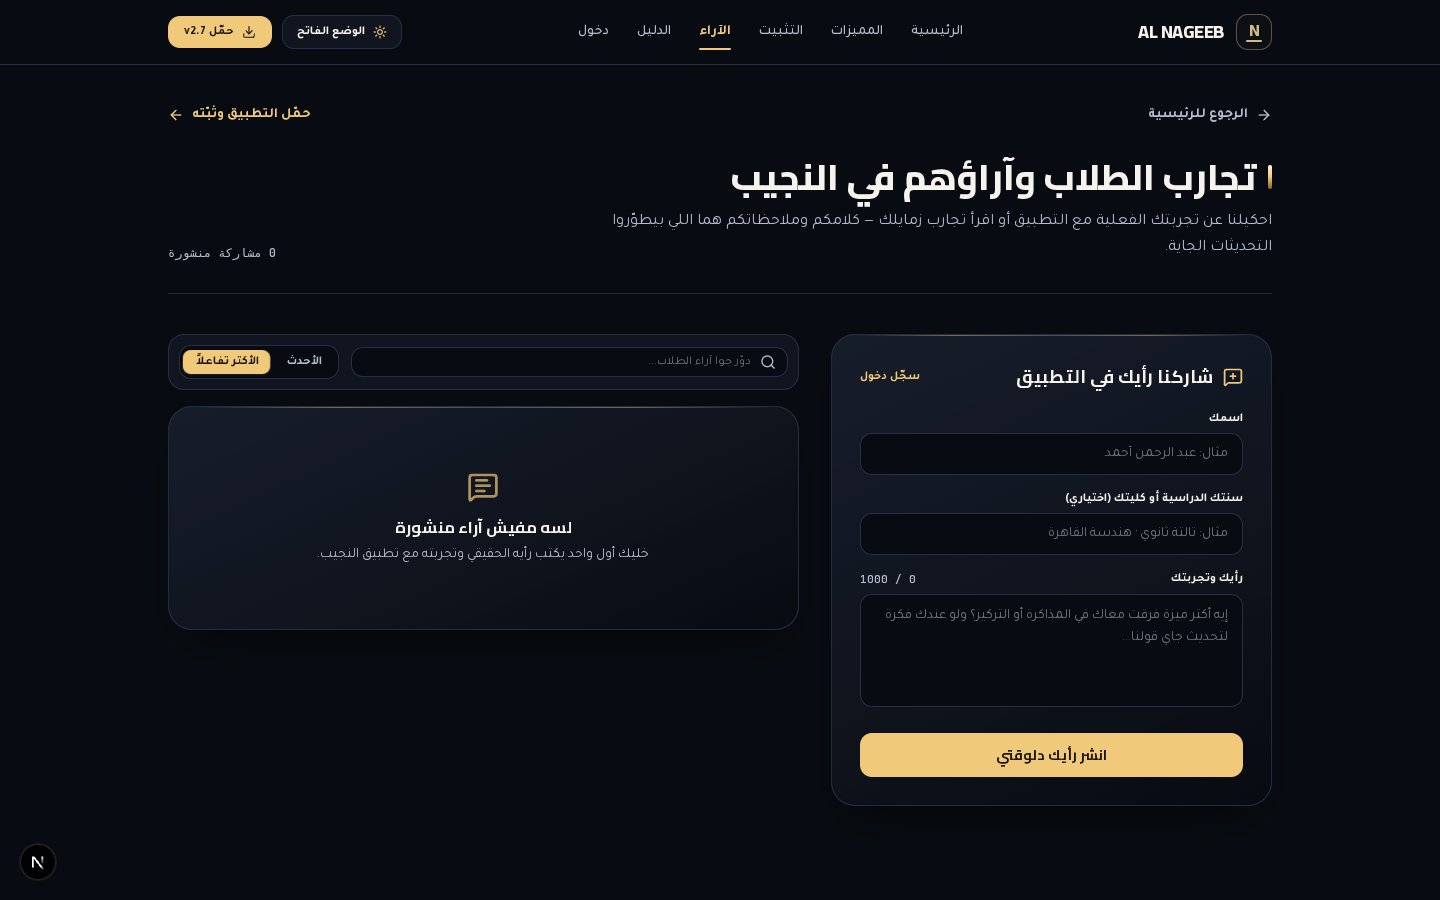 N
AL NAGEEB
الرئيسية
المميزات
التثبيت
الآراء
الدليل
دخول
الوضع الفاتح
حمّل v2.7
الرجوع للرئيسية
حمّل التطبيق وثبّته
تجارب الطلاب وآراؤهم في النجيب
احكيلنا عن تجربتك الفعلية مع التطبيق أو اقرأ تجارب زمايلك – كلامكم وملاحظاتكم هما اللي بيطوّروا
التحديثات الجاية.
0 مشاركة منشورة
شاركنا رأيك في التطبيق
سجّل دخول
اسمك
مثال: عبد الرحمن أحمد
سنتك الدراسية أو كليتك (اختياري)
مثال: تالتة ثانوي · هندسة القاهرة
رأيك وتجربتك
0 / 1000
إيه أكتر ميزة فرقت معاك في المذاكرة أو التركيز؟ ولو عندك فكرة
لتحديث جاي قولنا...
انشر رأيك دلوقتي
دوّر جوا آراء الطلاب...
الأحدث
الأكثر تفاعلاً
لسه مفيش آراء منشورة
خليك أول واحد يكتب رأيه الحقيقي وتجربته مع تطبيق النجيب.
N